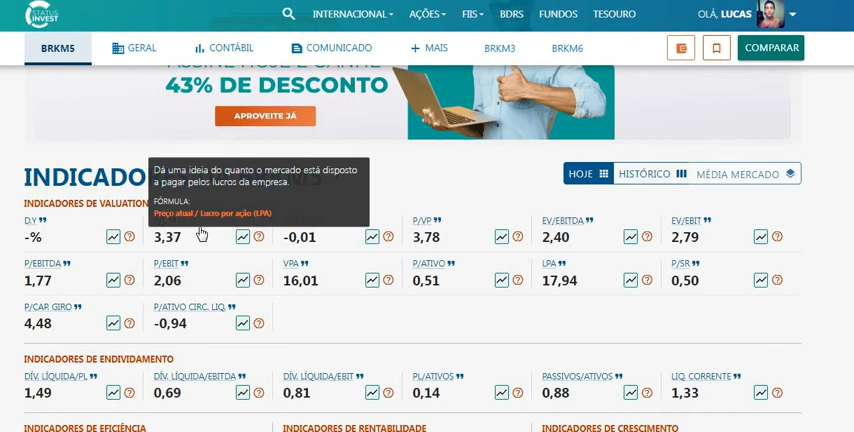 STATUS
INVEST
INTERNACIONAL
AÇÕES
FIIS
BDRS
FUNDOS
TESOURO
OLÁ, LUCAS
BRKM5
GERAL
CONTÁBIL
COMUNICADO
+ MAIS
BRKM3
BRKM6
COMPARAR
ASSINE HOJE E GANHE
43% DE DESCONTO
APROVEITE JÁ
Dá uma ideia do quanto o mercado está disposto
a pagar pelos lucros da empresa.
FÓRMULA:
Preço atual / Lucro por ação (LPA)
HOJE
HISTÓRICO
MÉDIA MERCADO
INDICADORES DE VALUATION
D.Y
P/VP
EV/EBITDA
EV/EBIT
-%
3,37
-0,01
3,78
2,40
2,79
P/EBITDA
P/EBIT
VPA
P/ATIVO
LPA
P/SR
1,77
2,06
16,01
0,51
17,94
0,50
P/CAP. GIRO
P/ATIVO CIRC. LIQ.
4,48
-0,94
INDICADORES DE ENDIVIDAMENTO
DÍV. LÍQUIDA/PL
DÍV. LÍQUIDA/EBITDA
DÍV. LÍQUIDA/EBIT
PL/ATIVOS
PASSIVOS/ATIVOS
LIQ. CORRENTE
1,49
0,69
0,81
0,14
0,88
1,33
INDICADORES DE EFICIÊNCIA
INDICADORES DE RENTABILIDADE
INDICADORES DE CRESCIMENTO